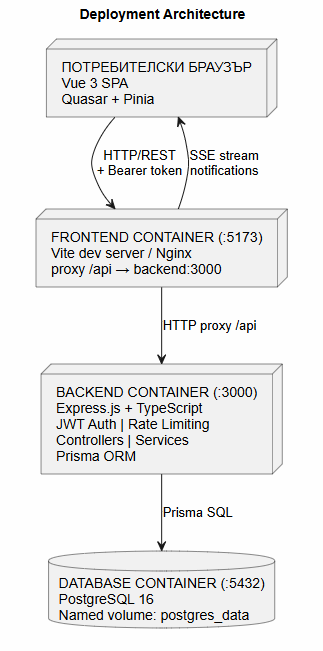 Deployment Architecture
ПОТРЕБИТЕЛСКИ БРАУЗЪР
Vue 3 SPA
Quasar + Pinia
HTTP/REST
+ Bearer token
SSE stream
notifications
FRONTEND CONTAINER (:5173)
Vite dev server / Nginx
proxy /api → backend:3000
HTTP proxy /api
BACKEND CONTAINER (:3000)
Express.js + TypeScript
JWT Auth | Rate Limiting
Controllers | Services
Prisma ORM
Prisma SQL
DATABASE CONTAINER (:5432)
PostgreSQL 16
Named volume: postgres_data